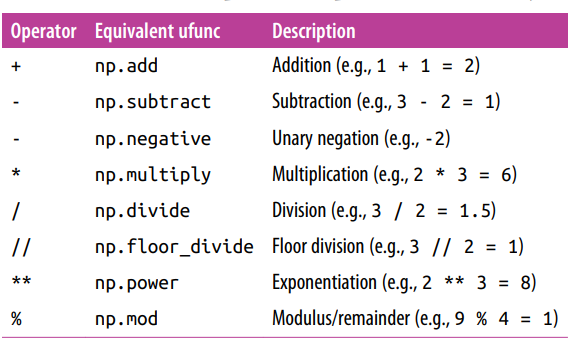 Operator Equivalent ufunc Description
+ np.add Addition (e.g., 1 + 1 = 2)
- np.subtract Subtraction (e.g., 3 - 2 = 1)
- np.negative Unary negation (e.g., -2)
* np.multiply Multiplication (e.g., 2 * 3 = 6)
/ np.divide Division (e.g., 3 / 2 = 1.5)
// np.floor_divide Floor division (e.g., 3 // 2 = 1)
** np.power Exponentiation (e.g., 2 ** 3 = 8)
% np.mod Modulus/remainder (e.g., 9 % 4 = 1)